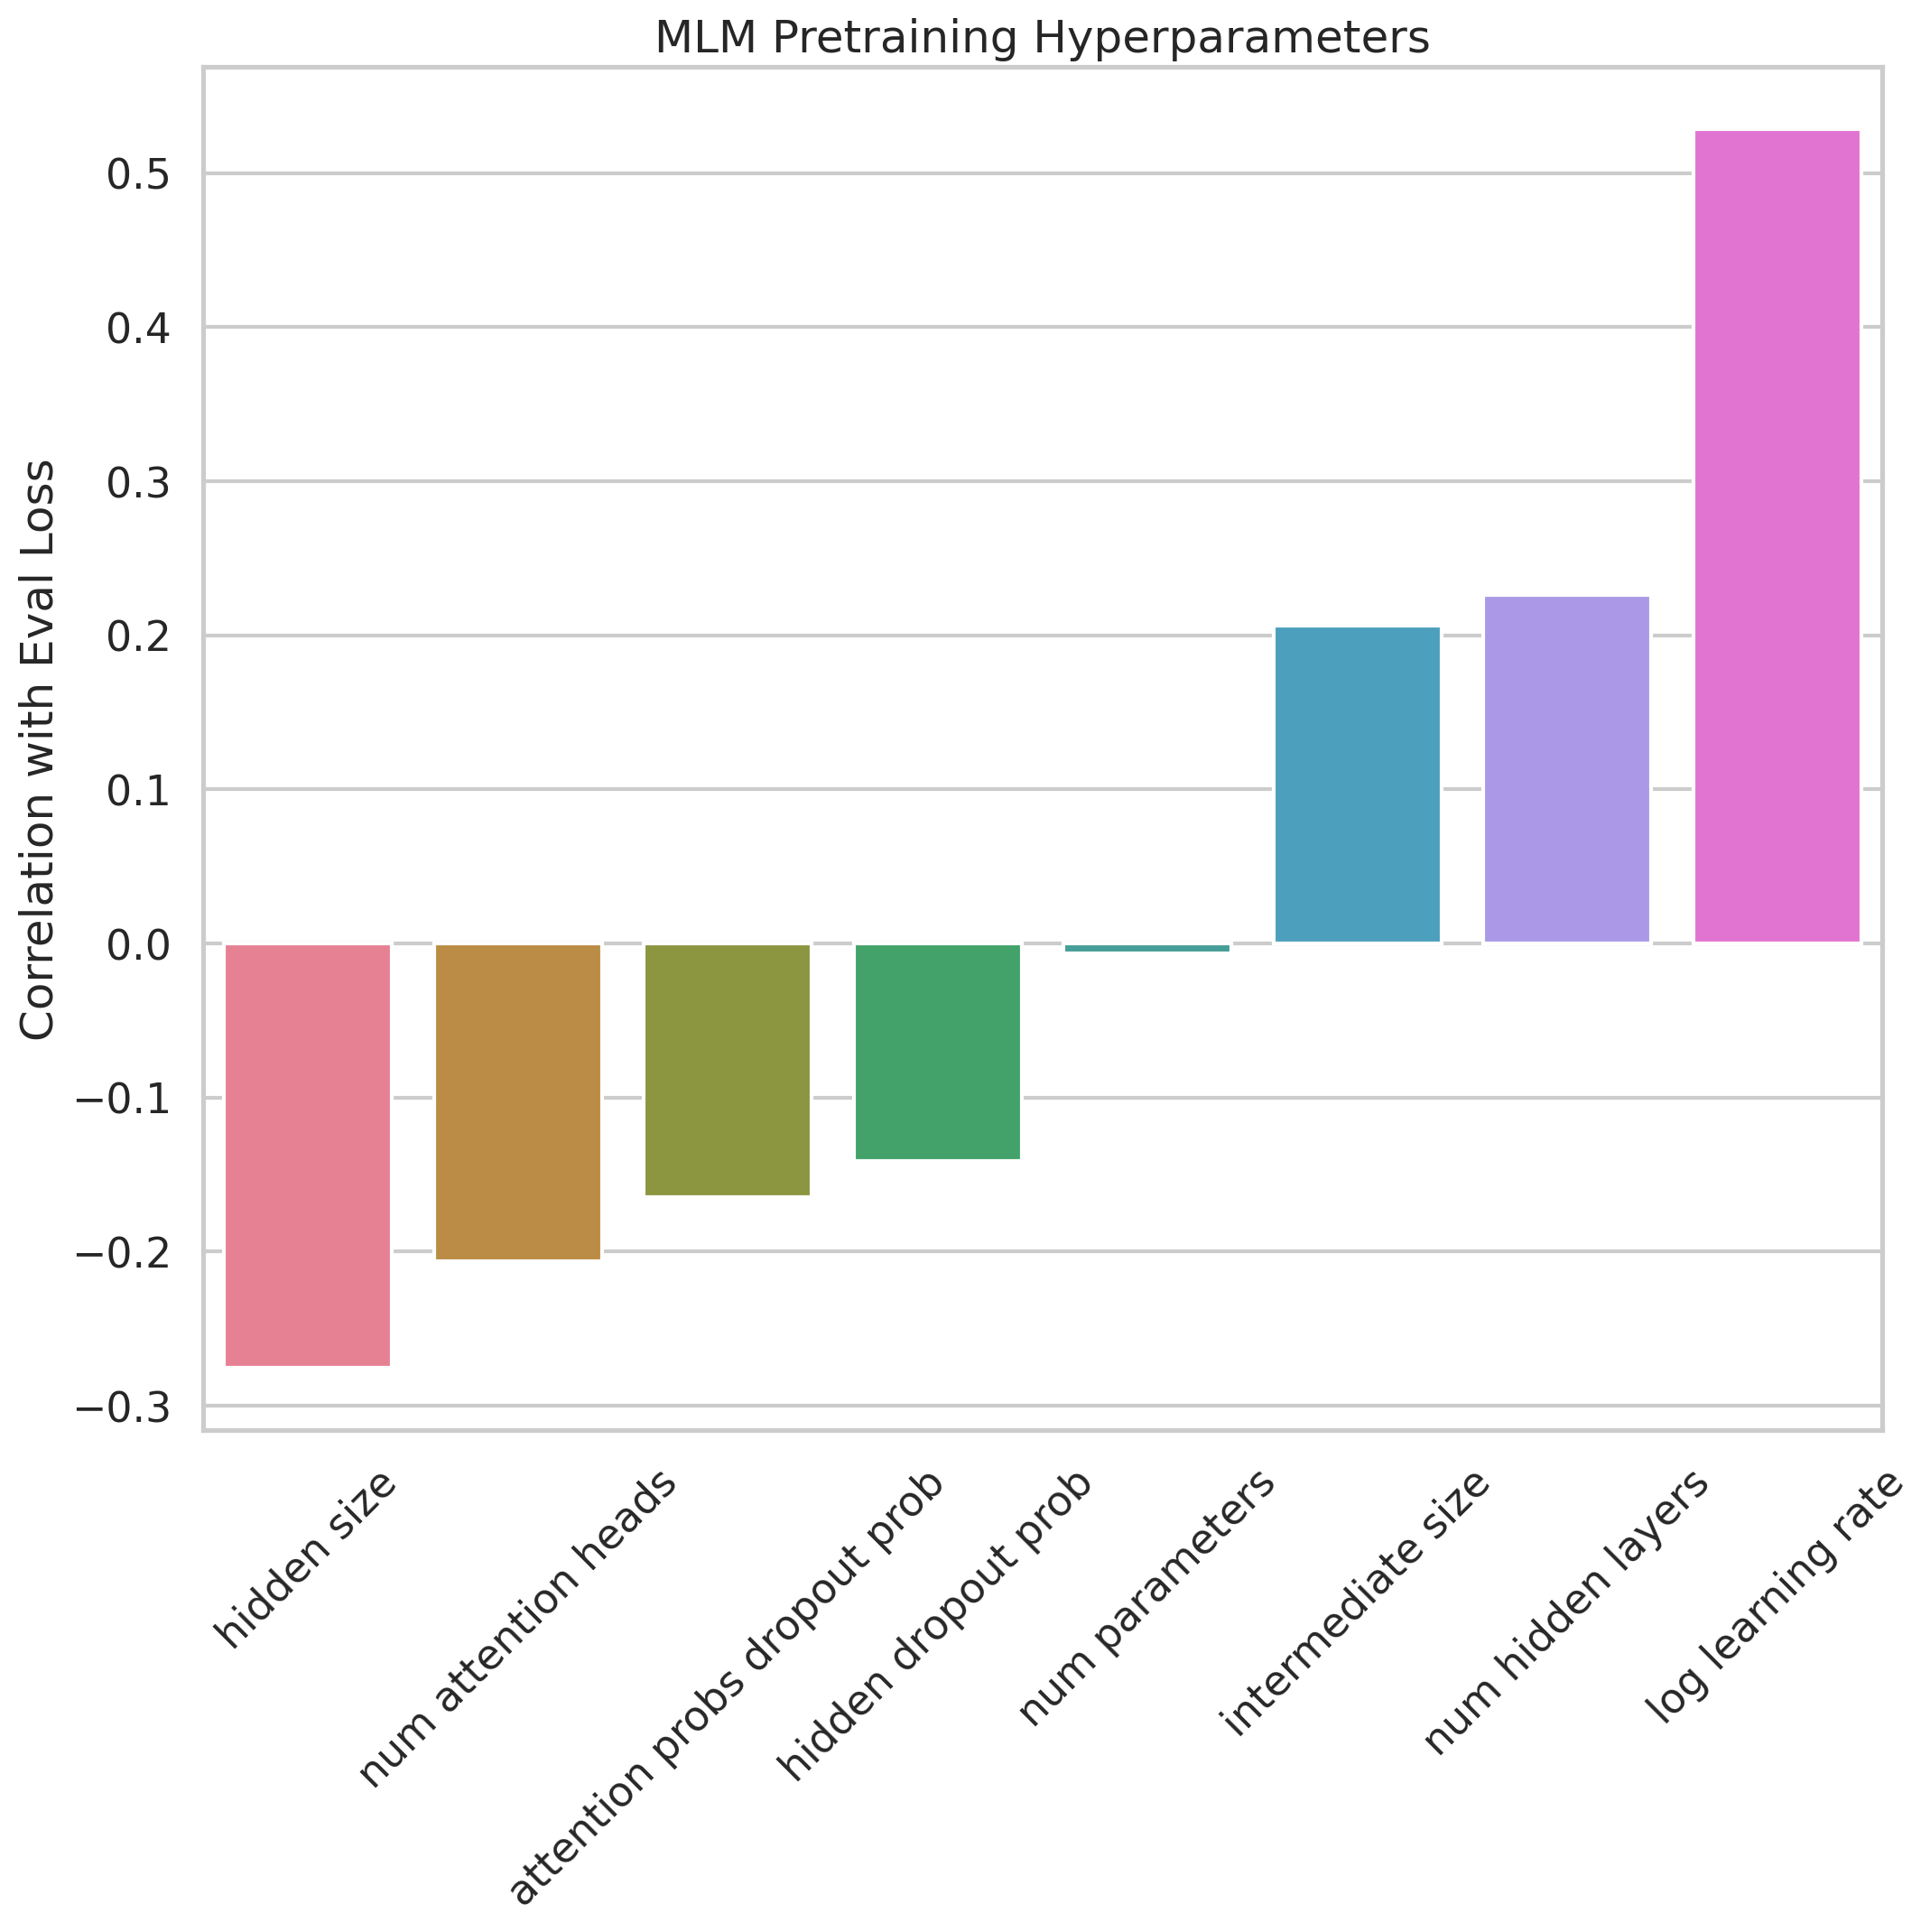 MLM Pretraining Hyperparameters
Correlation with Eval Loss
0.5
0.4
0.3
0.2
0.1
0.0
−0.1
−0.2
−0.3
hidden size
num attention heads
attention probs dropout prob
hidden dropout prob
num parameters
intermediate size
num hidden layers
log learning rate